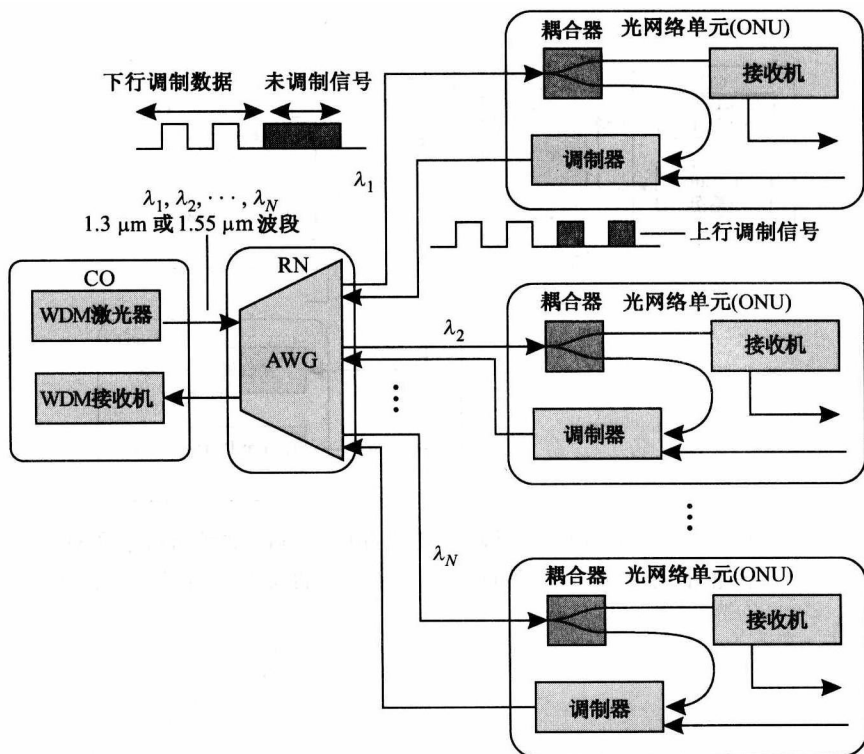 下行调制数据
未调制信号
λ1, λ2, ···, λN
1.3 μm 或 1.55 μm 波段
CO
WDM激光器
WDM接收机
RN
AWG
λ1
λ2
λN
耦合器
光网络单元(ONU)
接收机
调制器
上行调制信号
耦合器
光网络单元(ONU)
接收机
调制器
耦合器
光网络单元(ONU)
接收机
调制器